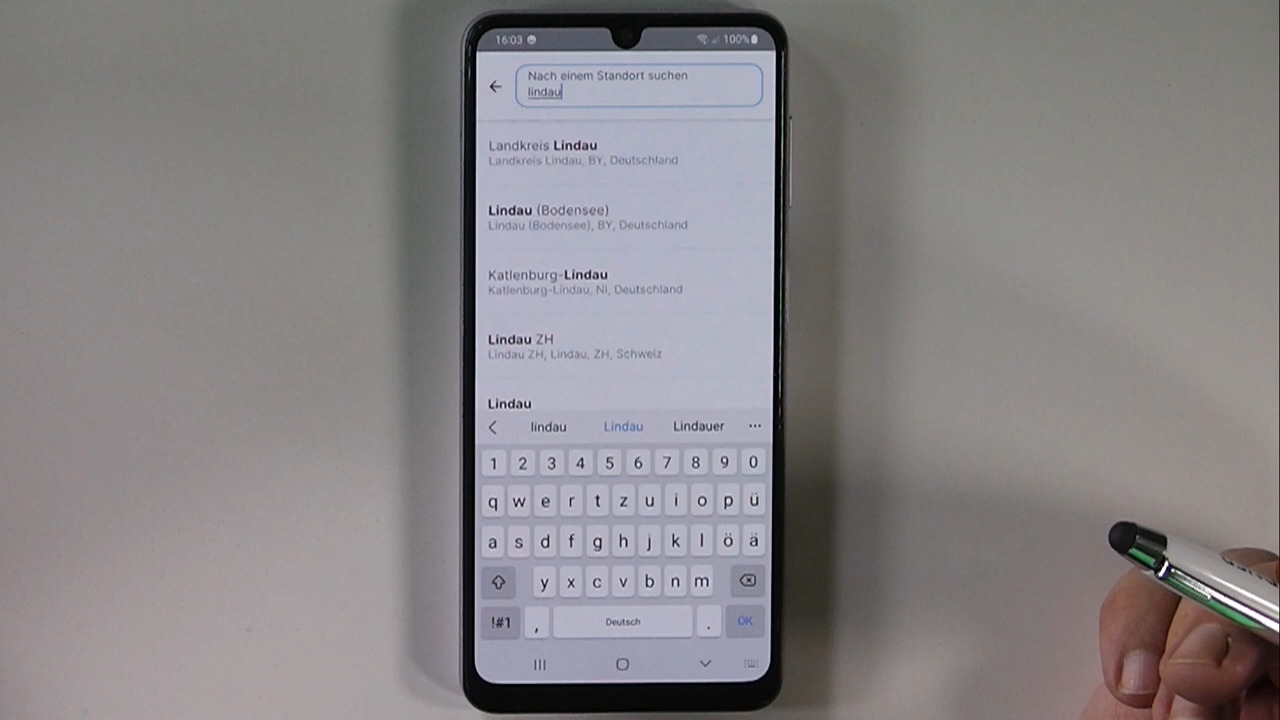 16:03
100%
Nach einem Standort suchen
lindau
Landkreis Lindau
Landkreis Lindau, BY, Deutschland
Lindau (Bodensee)
Lindau (Bodensee), BY, Deutschland
Katlenburg-Lindau
Katlenburg-Lindau, NI, Deutschland
Lindau ZH
Lindau ZH, Lindau, ZH, Schweiz
Lindau
lindau Lindau Lindauer ...
1 2 3 4 5 6 7 8 9 0
q w e r t z u i o p ü
a s d f g h j k l ö ä
y x c v b n m
!#1 , Deutsch . OK